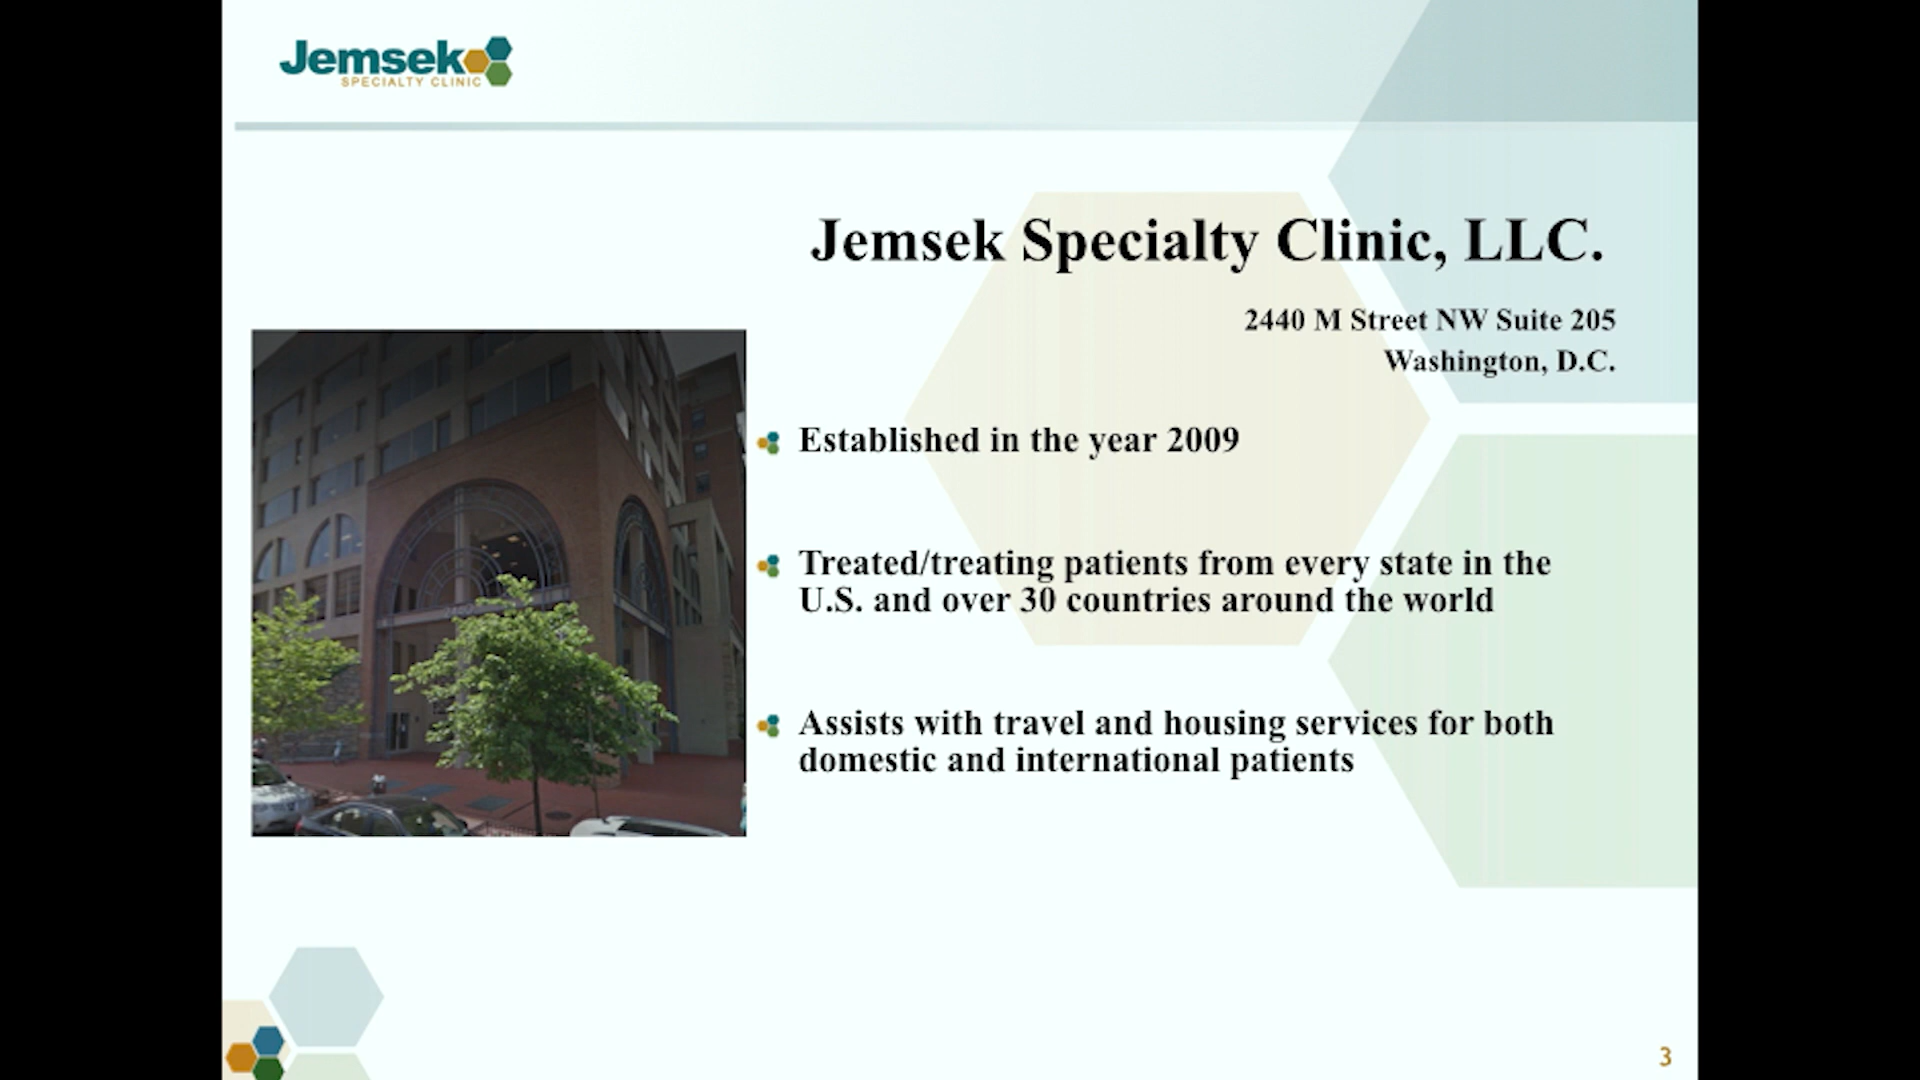 Jemsek
SPECIALTY CLINIC
Jemsek Specialty Clinic, LLC.
2440 M Street NW Suite 205
Washington, D.C.
Established in the year 2009
Treated/treating patients from every state in the
U.S. and over 30 countries around the world
Assists with travel and housing services for both
domestic and international patients
3